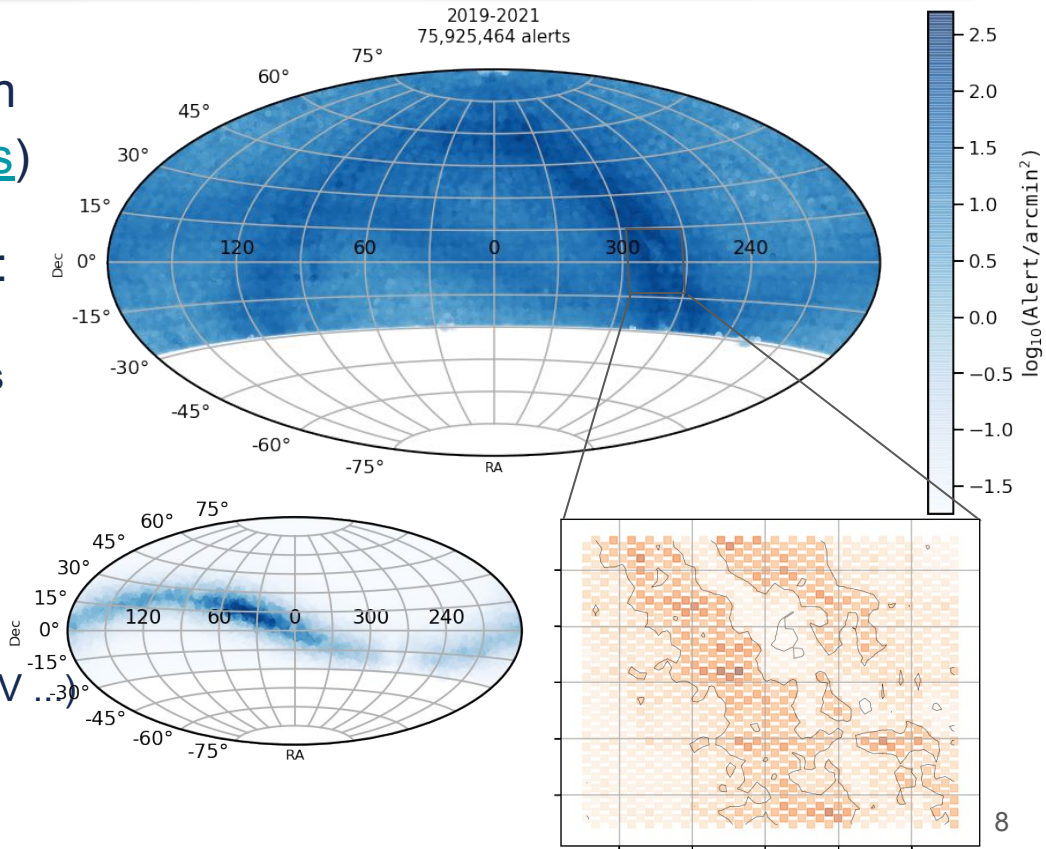 2019-2021
75,925,464 alerts
75°
60°
45°
30°
15°
0°
-15°
-30°
-45°
-60°
-75°
Dec
120 60 0 300 240
RA
2.5
2.0
1.5
1.0
0.5
0.0
−0.5
−1.0
−1.5
log₁₀(Alert/arcmin²)
n
s)
:
s
V ...)
75°
60°
45°
30°
15°
0°
-15°
-30°
-45°
-60°
-75°
Dec
120 60 0 300 240
RA
8